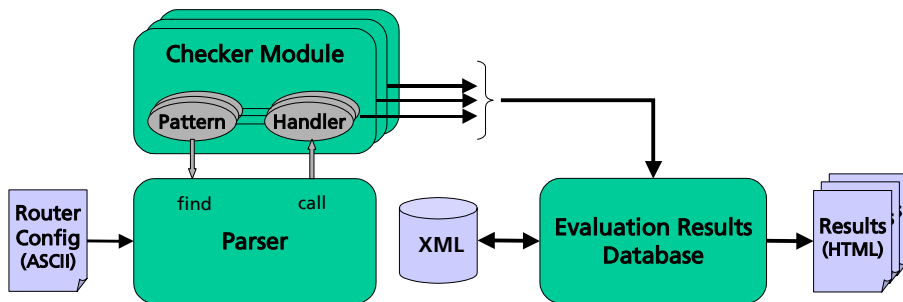 Checker Module
Pattern
Handler
find
call
Router
Config
(ASCII)
Parser
XML
Evaluation Results
Database
Results
(HTML)